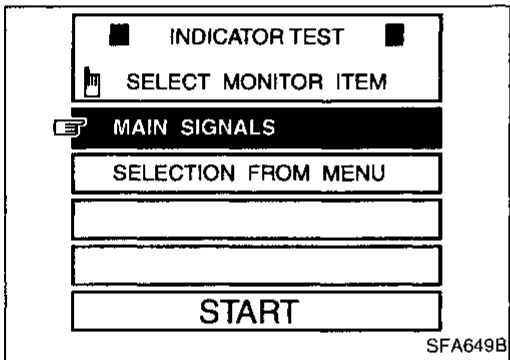 INDICATOR TEST
SELECT MONITOR ITEM
MAIN SIGNALS
SELECTION FROM MENU
START
SFA649B